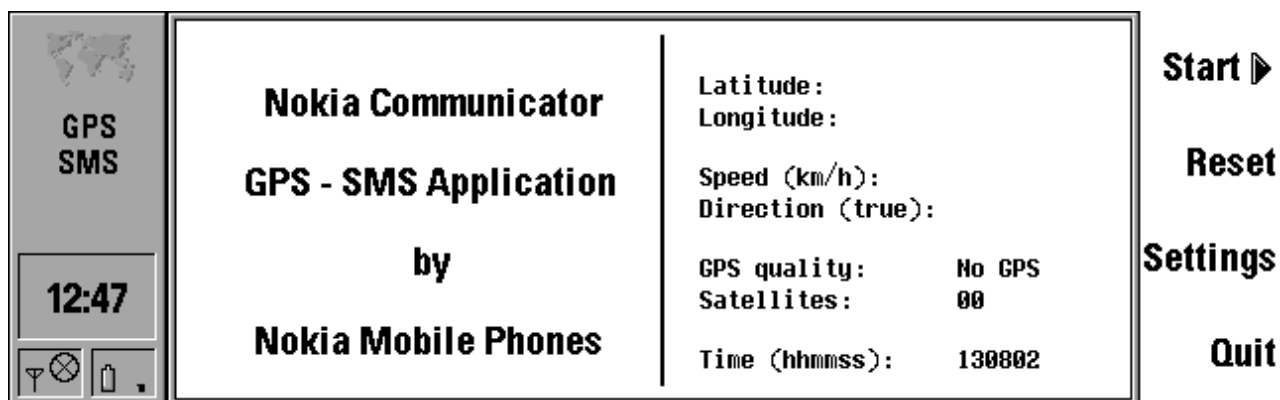 GPS
SMS
12:47
Nokia Communicator
GPS - SMS Application
by
Nokia Mobile Phones
Latitude:
Longitude:
Speed (km/h):
Direction (true):
GPS quality: No GPS
Satellites: 00
Time (hhmmss): 130802
Start
Reset
Settings
Quit